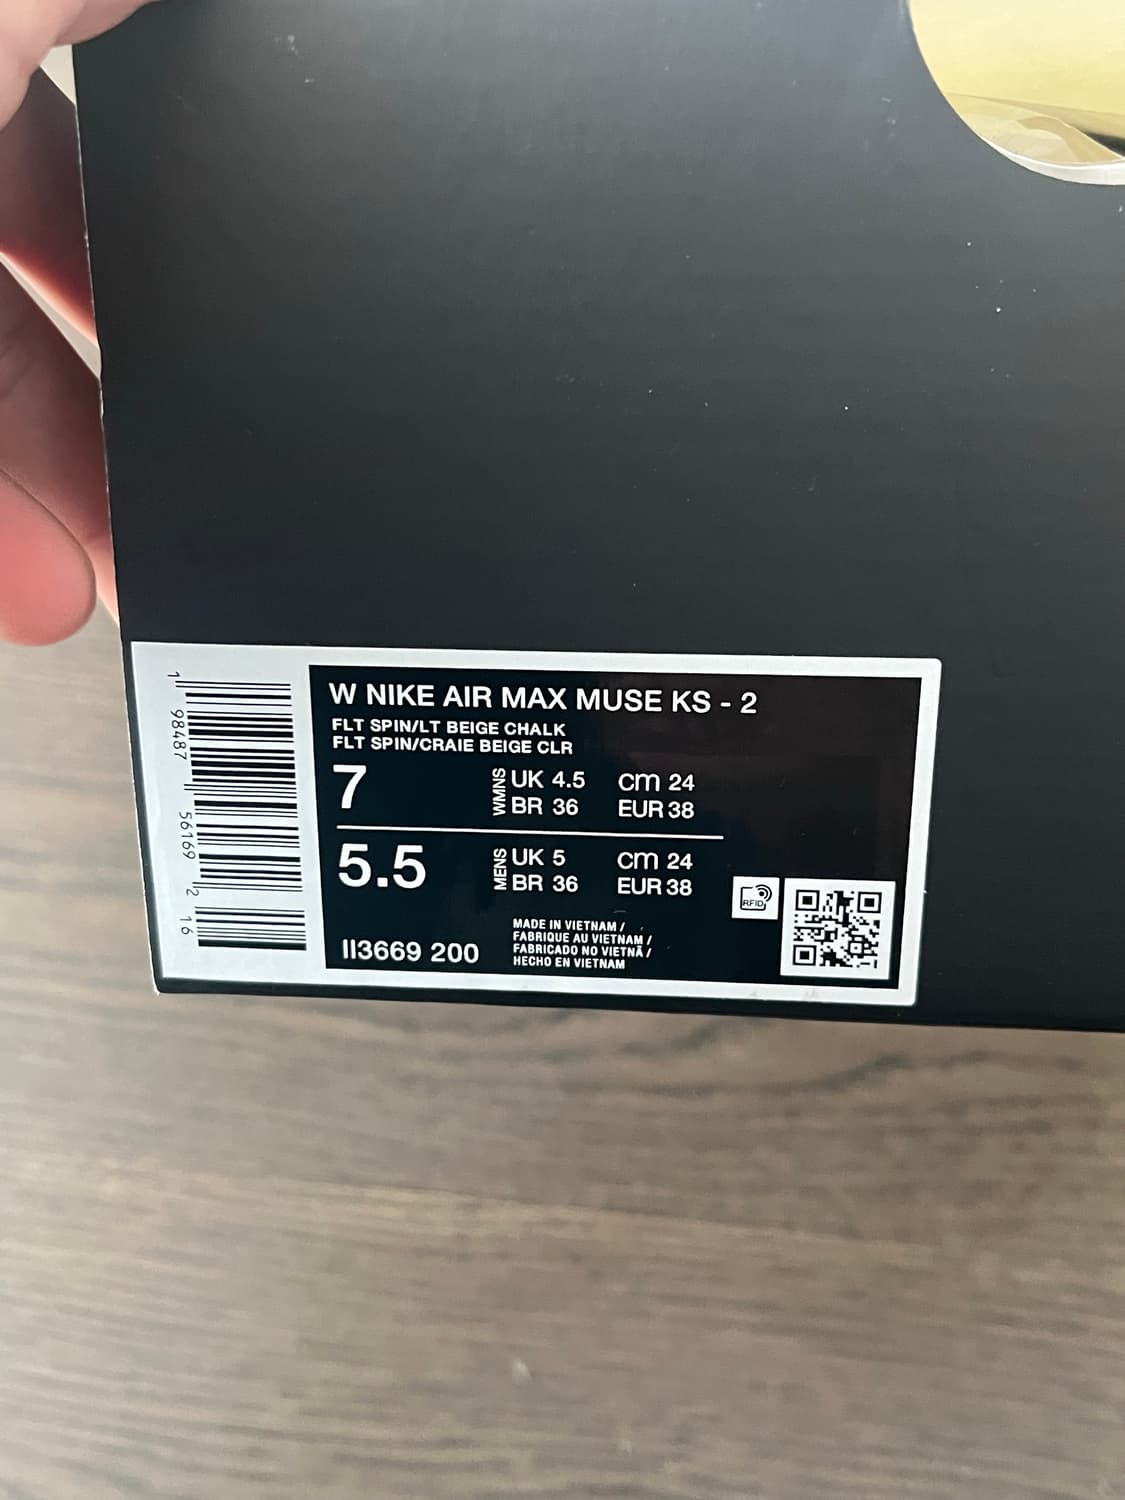 W NIKE AIR MAX MUSE KS - 2
FLT SPIN/LT BEIGE CHALK
FLT SPIN/CRAIE BEIGE CLR
7 WMNS UK 4.5 cm 24
BR 36 EUR 38
5.5 MENS UK 5 cm 24
BR 36 EUR 38
II3669 200
MADE IN VIETNAM /
FABRIQUE AU VIETNAM /
FABRICADO NO VIETNÃ /
HECHO EN VIETNAM
RFID
1 98487 56169 2 16